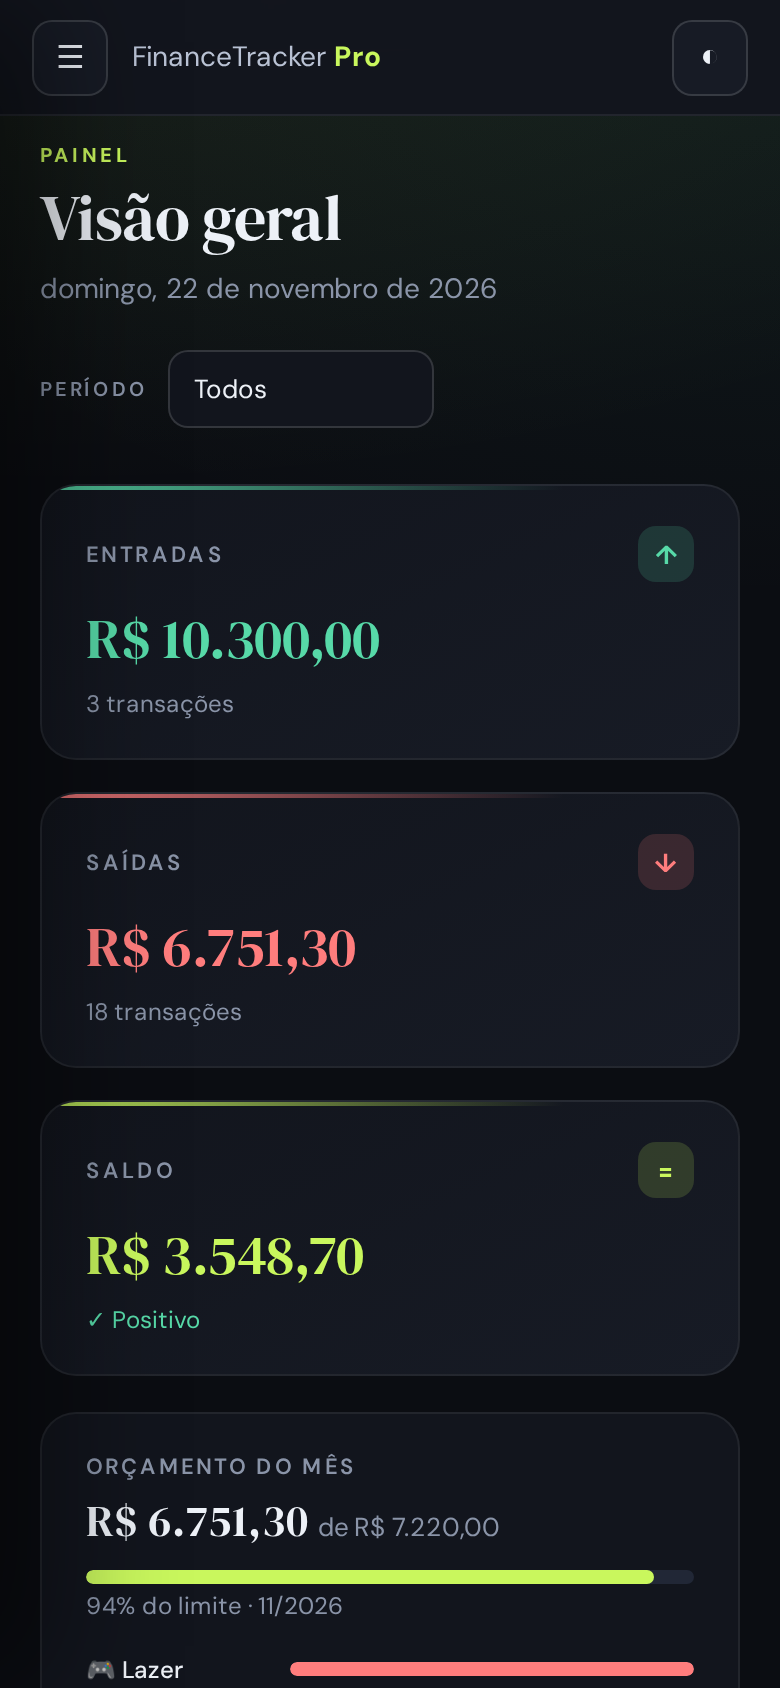 ☰ FinanceTracker Pro
PAINEL
Visão geral
domingo, 22 de novembro de 2026
PERÍODO Todos
ENTRADAS ↑
R$ 10.300,00
3 transações
SAÍDAS ↓
R$ 6.751,30
18 transações
SALDO =
R$ 3.548,70
✓ Positivo
ORÇAMENTO DO MÊS
R$ 6.751,30 de R$ 7.220,00
94% do limite · 11/2026
🎮 Lazer